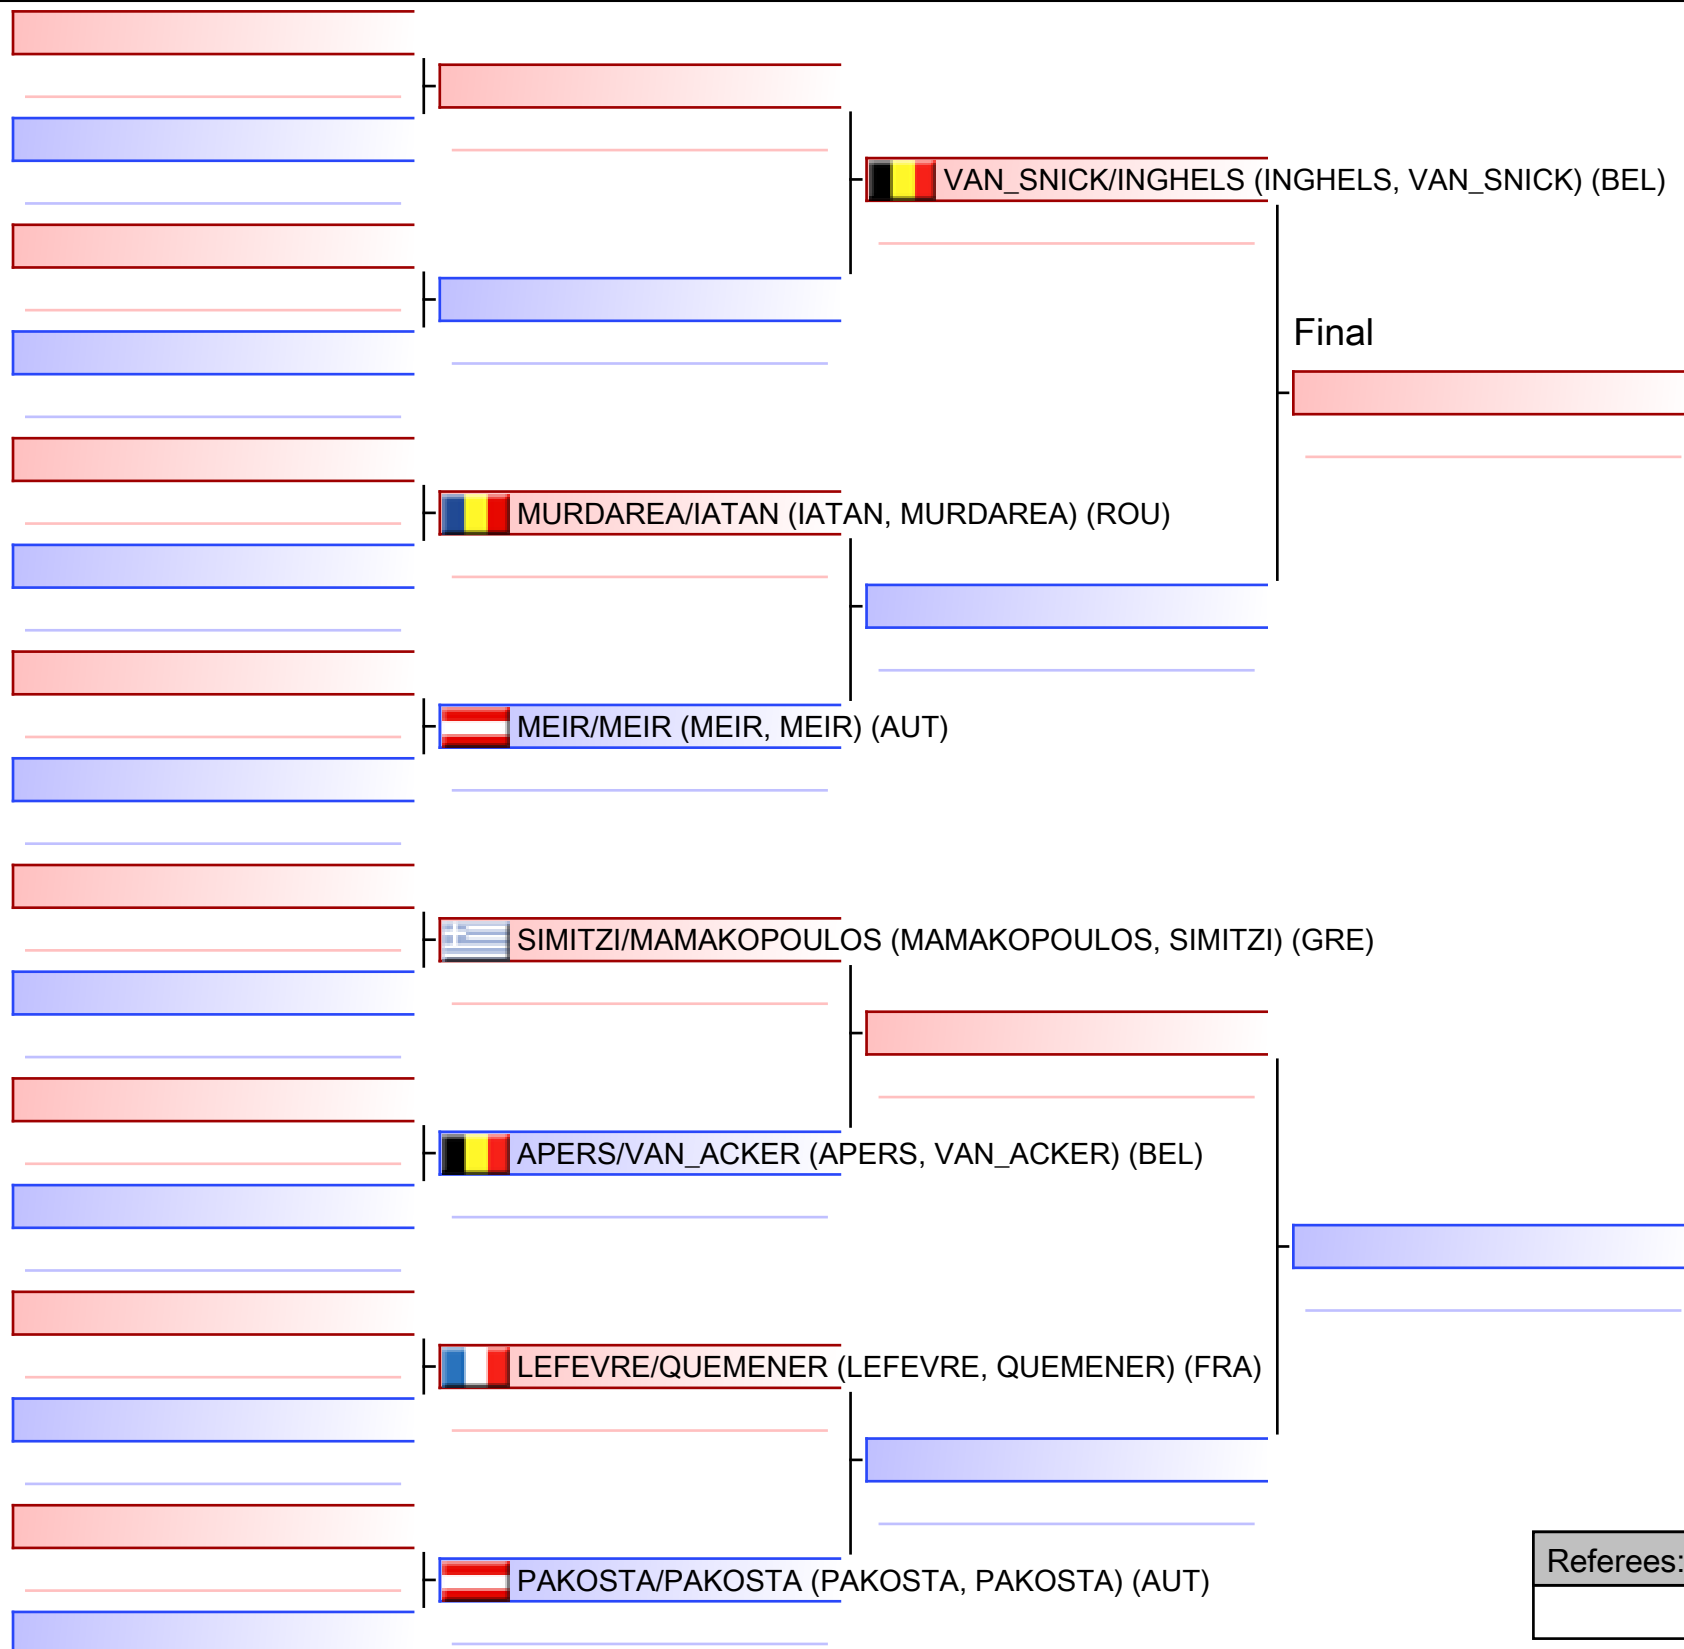 VAN_SNICK/INGHELS (INGHELS, VAN_SNICK) (BEL)
Final
MURDAREA/IATAN (IATAN, MURDAREA) (ROU)
MEIR/MEIR (MEIR, MEIR) (AUT)
SIMITZI/MAMAKOPOULOS (MAMAKOPOULOS, SIMITZI) (GRE)
APERS/VAN_ACKER (APERS, VAN_ACKER) (BEL)
LEFEVRE/QUEMENER (LEFEVRE, QUEMENER) (FRA)
Referees:
PAKOSTA/PAKOSTA (PAKOSTA, PAKOSTA) (AUT)